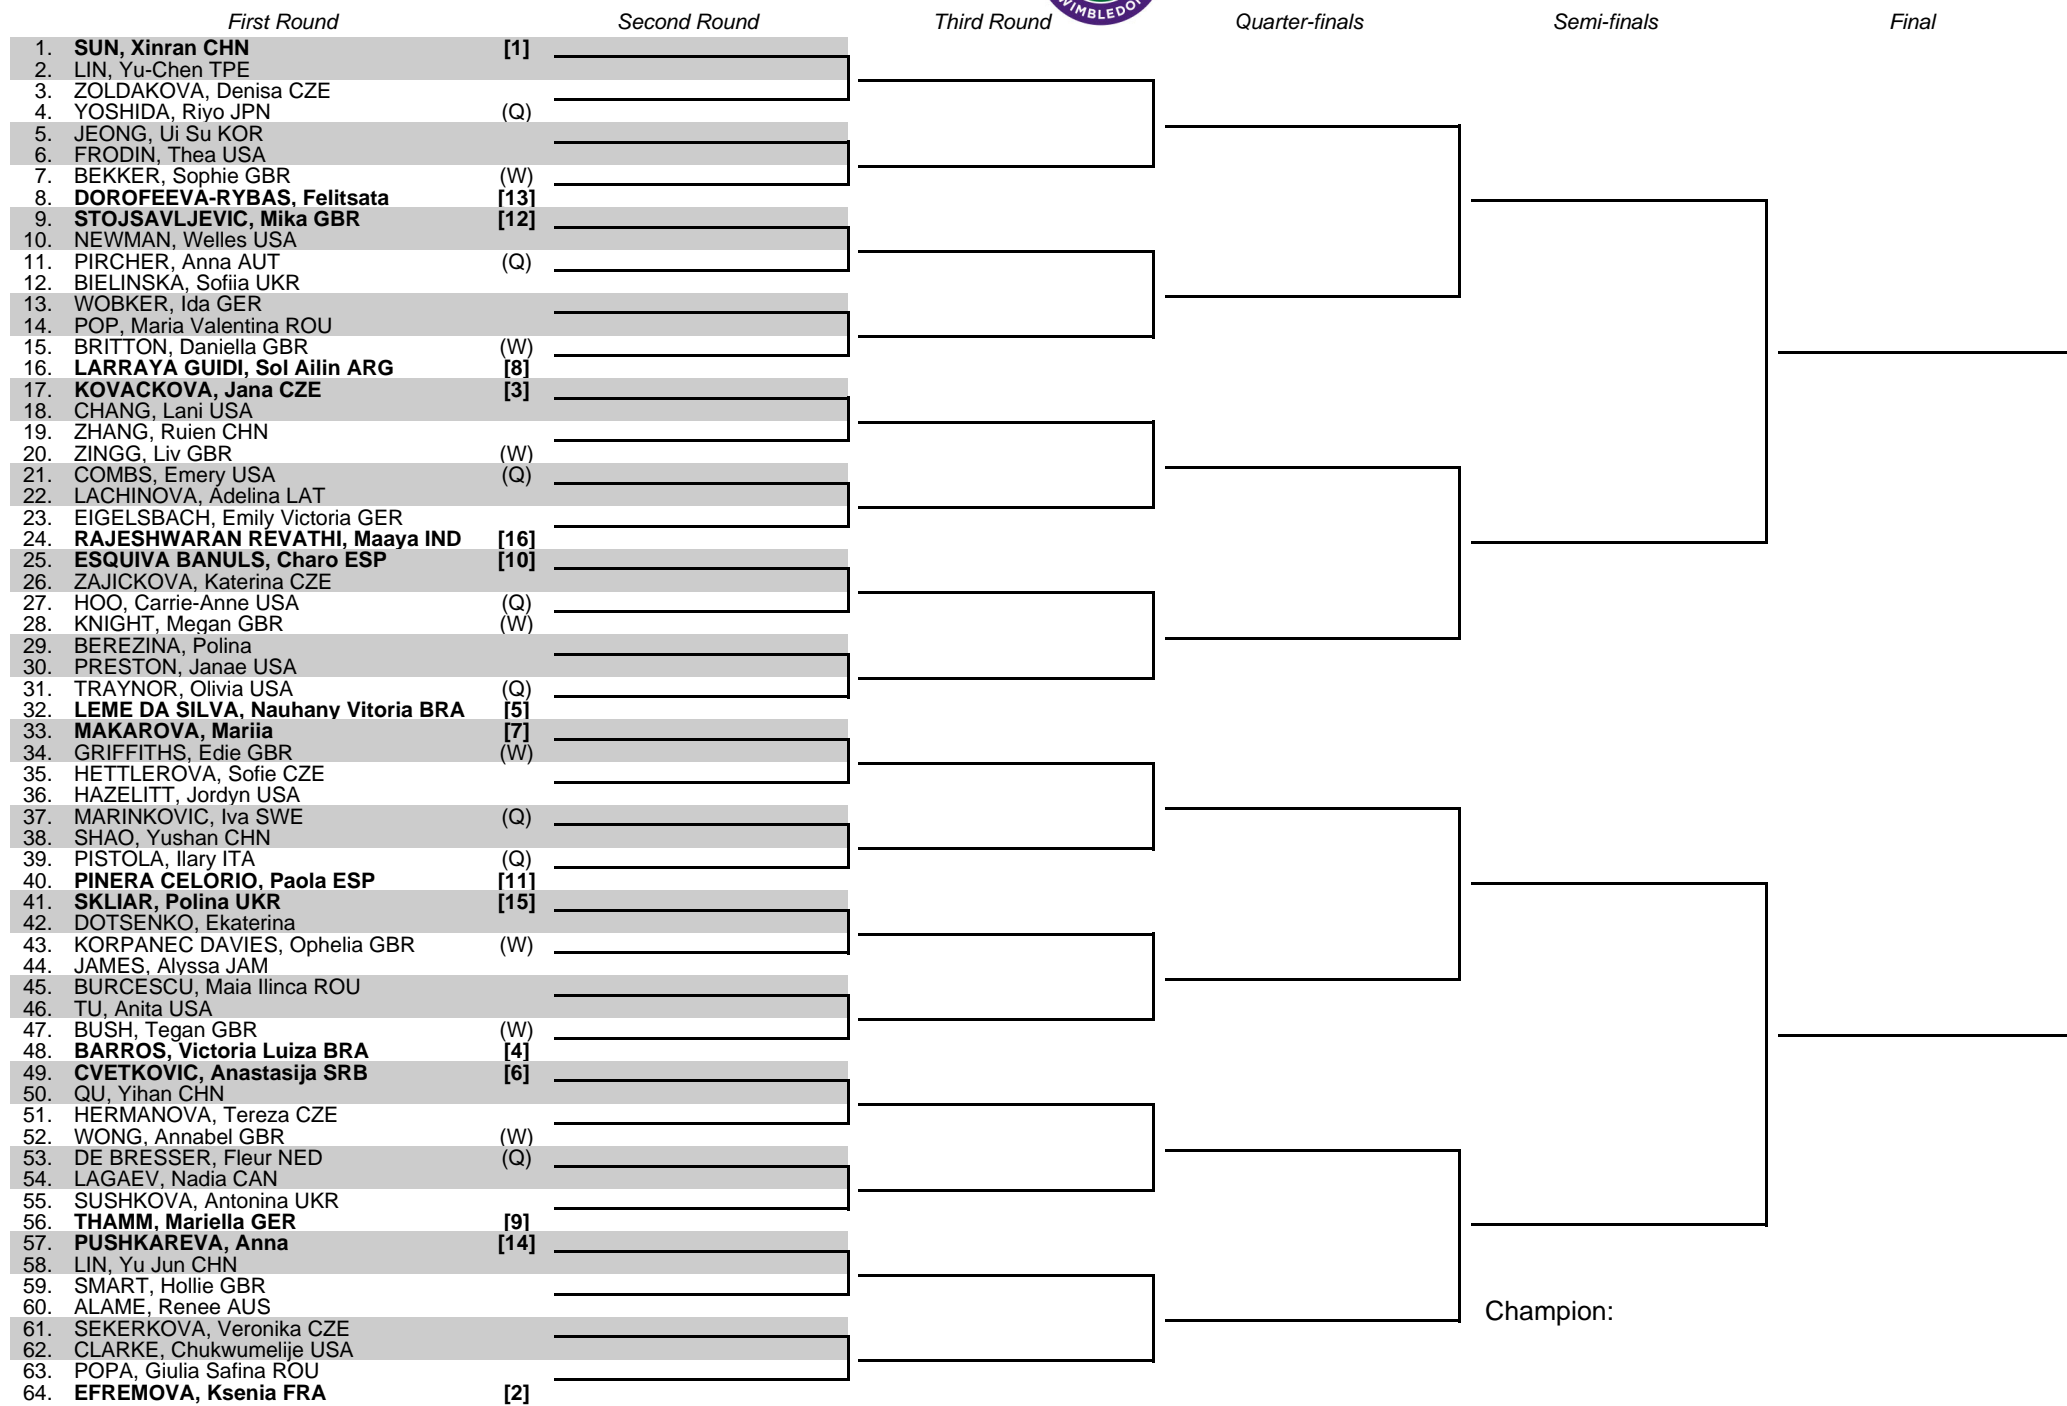 WIMBLEDON
First Round Second Round Third Round Quarter-finals Semi-finals Final
1. SUN, Xinran CHN [1]
2. LIN, Yu-Chen TPE
3. ZOLDAKOVA, Denisa CZE
4. YOSHIDA, Riyo JPN (Q)
5. JEONG, Ui Su KOR
6. FRODIN, Thea USA
7. BEKKER, Sophie GBR (W)
8. DOROFEEVA-RYBAS, Felitsata [13]
9. STOJSAVLJEVIC, Mika GBR [12]
10. NEWMAN, Welles USA
11. PIRCHER, Anna AUT (Q)
12. BIELINSKA, Sofiia UKR
13. WOBKER, Ida GER
14. POP, Maria Valentina ROU
15. BRITTON, Daniella GBR (W)
16. LARRAYA GUIDI, Sol Ailin ARG [8]
17. KOVACKOVA, Jana CZE [3]
18. CHANG, Lani USA
19. ZHANG, Ruien CHN
20. ZINGG, Liv GBR (W)
21. COMBS, Emery USA (Q)
22. LACHINOVA, Adelina LAT
23. EIGELSBACH, Emily Victoria GER
24. RAJESHWARAN REVATHI, Maaya IND [16]
25. ESQUIVA BANULS, Charo ESP [10]
26. ZAJICKOVA, Katerina CZE
27. HOO, Carrie-Anne USA (Q)
28. KNIGHT, Megan GBR (W)
29. BEREZINA, Polina
30. PRESTON, Janae USA
31. TRAYNOR, Olivia USA (Q)
32. LEME DA SILVA, Nauhany Vitoria BRA [5]
33. MAKAROVA, Mariia [7]
34. GRIFFITHS, Edie GBR (W)
35. HETTLEROVA, Sofie CZE
36. HAZELITT, Jordyn USA
37. MARINKOVIC, Iva SWE (Q)
38. SHAO, Yushan CHN
39. PISTOLA, Ilary ITA (Q)
40. PINERA CELORIO, Paola ESP [11]
41. SKLIAR, Polina UKR [15]
42. DOTSENKO, Ekaterina
43. KORPANEC DAVIES, Ophelia GBR (W)
44. JAMES, Alyssa JAM
45. BURCESCU, Maia Ilinca ROU
46. TU, Anita USA
47. BUSH, Tegan GBR (W)
48. BARROS, Victoria Luiza BRA [4]
49. CVETKOVIC, Anastasija SRB [6]
50. QU, Yihan CHN
51. HERMANOVA, Tereza CZE
52. WONG, Annabel GBR (W)
53. DE BRESSER, Fleur NED (Q)
54. LAGAEV, Nadia CAN
55. SUSHKOVA, Antonina UKR
56. THAMM, Mariella GER [9]
57. PUSHKAREVA, Anna [14]
58. LIN, Yu Jun CHN
59. SMART, Hollie GBR
60. ALAME, Renee AUS
Champion:
61. SEKERKOVA, Veronika CZE
62. CLARKE, Chukwumelije USA
63. POPA, Giulia Safina ROU
64. EFREMOVA, Ksenia FRA [2]